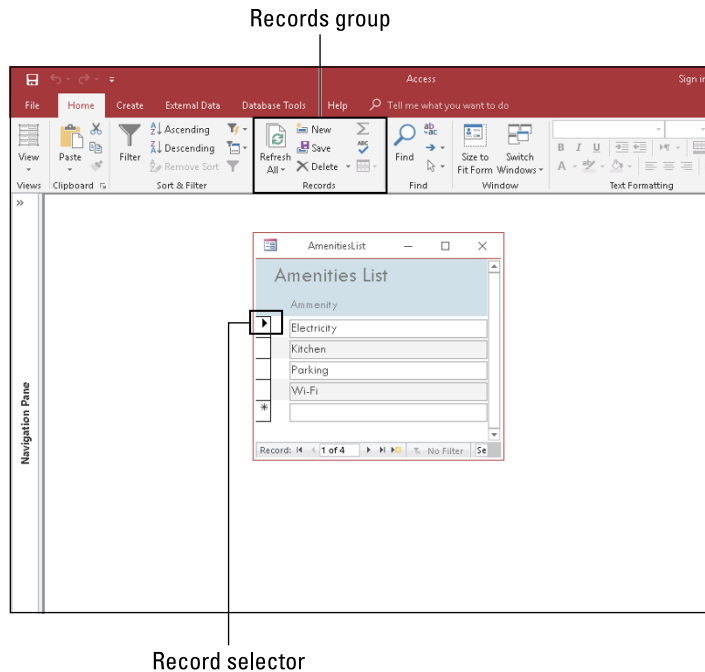 Records group
Access
Sign in
File Home Create External Data Database Tools Help Tell me what you want to do
View
Paste
Filter
Ascending
Descending
Remove Sort
Refresh
All
New
Save
Delete
Find
ab
ac
Size to
Fit Form
Switch
Windows
B I U
A
Views Clipboard Sort & Filter Records Find Window Text Formatting
AmenitiesList
Amenities List
Ammenity
Electricity
Kitchen
Parking
Wi-Fi
*
Record: 1 of 4 No Filter Se
Navigation Pane
Record selector